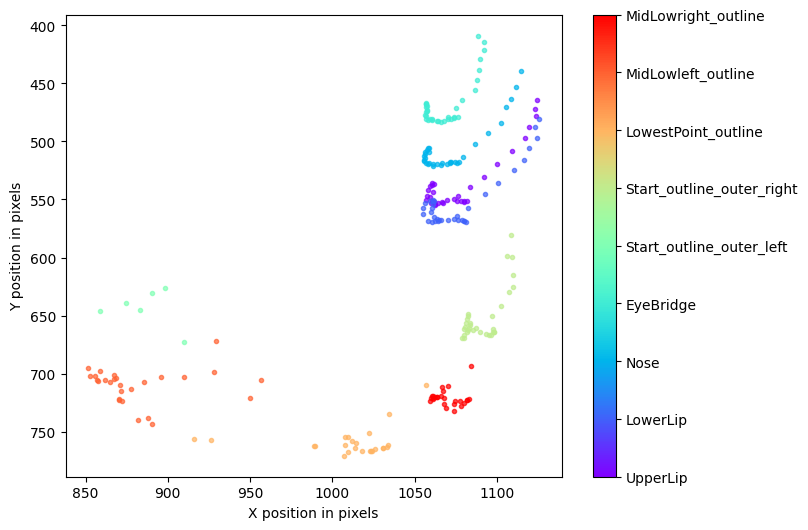 400
450
500
550
600
650
700
750
Y position in pixels
850
900
950
1000
1050
1100
X position in pixels
MidLowright_outline
MidLowleft_outline
LowestPoint_outline
Start_outline_outer_right
Start_outline_outer_left
EyeBridge
Nose
LowerLip
UpperLip